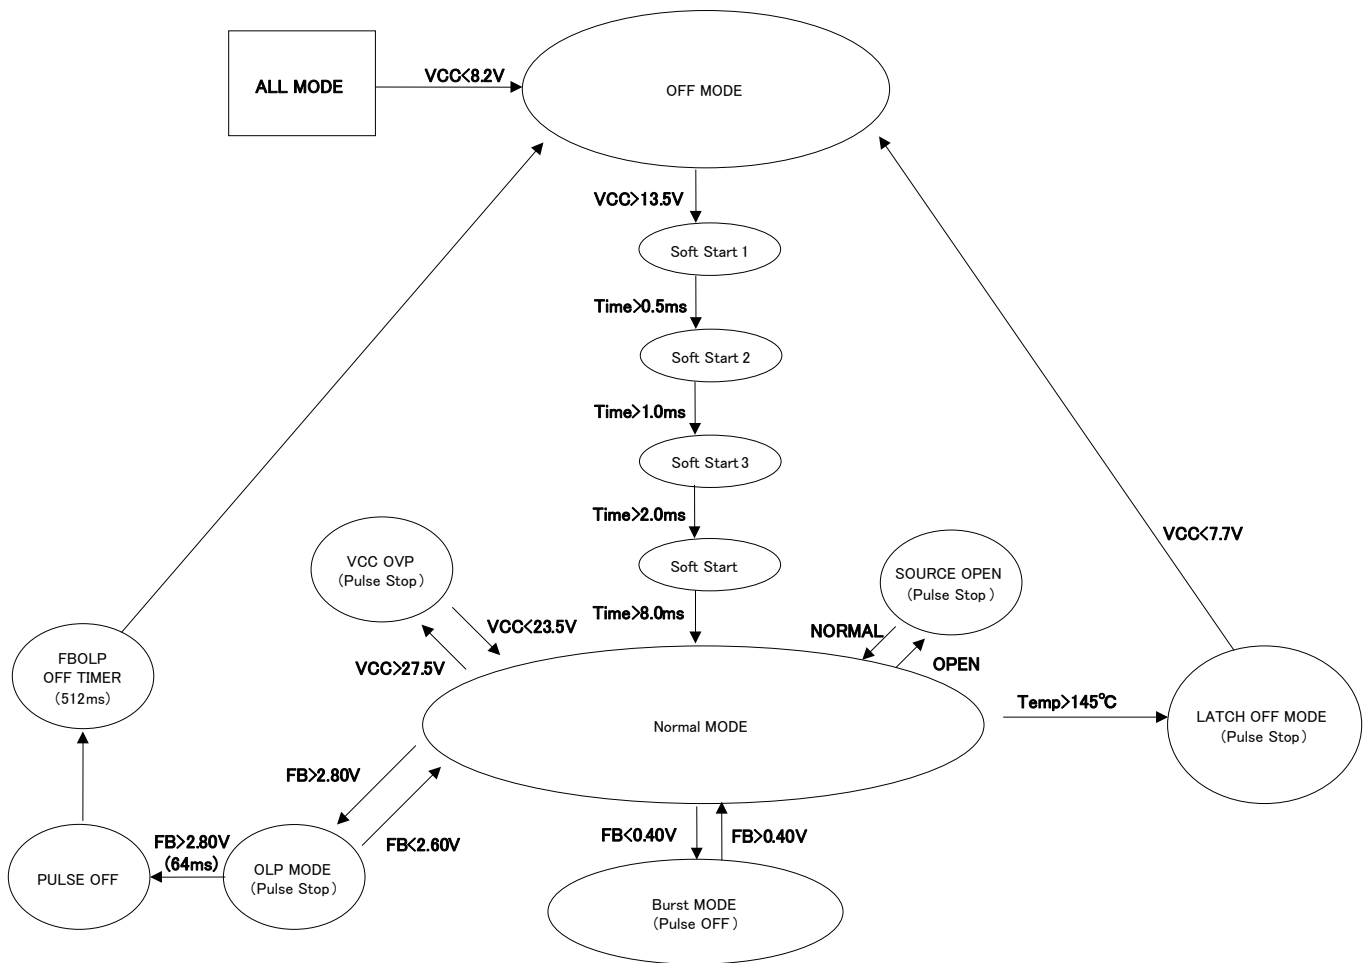 ALL MODE
VCC<8.2V
OFF MODE
VCC>13.5V
Soft Start 1
Time>0.5ms
Soft Start 2
Time>1.0ms
Soft Start 3
Time>2.0ms
Soft Start
Time>8.0ms
VCC OVP
(Pulse Stop)
VCC<23.5V
VCC>27.5V
SOURCE OPEN
(Pulse Stop)
NORMAL
OPEN
VCC<7.7V
FBOLP
OFF TIMER
(512ms)
Normal MODE
Temp>145℃
LATCH OFF MODE
(Pulse Stop)
FB>2.80V
FB<2.60V
FB<0.40V
FB>0.40V
PULSE OFF
FB>2.80V
(64ms)
OLP MODE
(Pulse Stop)
Burst MODE
(Pulse OFF)